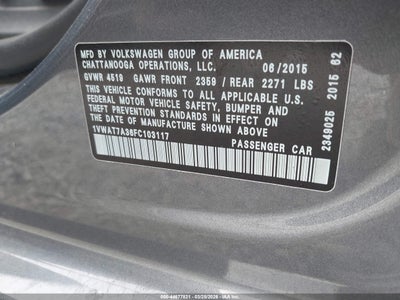 MFD BY VOLKSWAGEN GROUP OF AMERICA
CHATTANOOGA OPERATIONS, LLC. 06/2015
GVWR 4519 GAWR FRONT 2359 / REAR 2271 LBS
THIS VEHICLE CONFORMS TO ALL APPLICABLE U.S.
FEDERAL MOTOR VEHICLE SAFETY, BUMPER, AND
THEFT PREVENTION STANDARDS IN EFFECT ON THE
DATE OF MANUFACTURE SHOWN ABOVE.
1VWAT7A36FC103117 PASSENGER CAR
2349025 2015 62